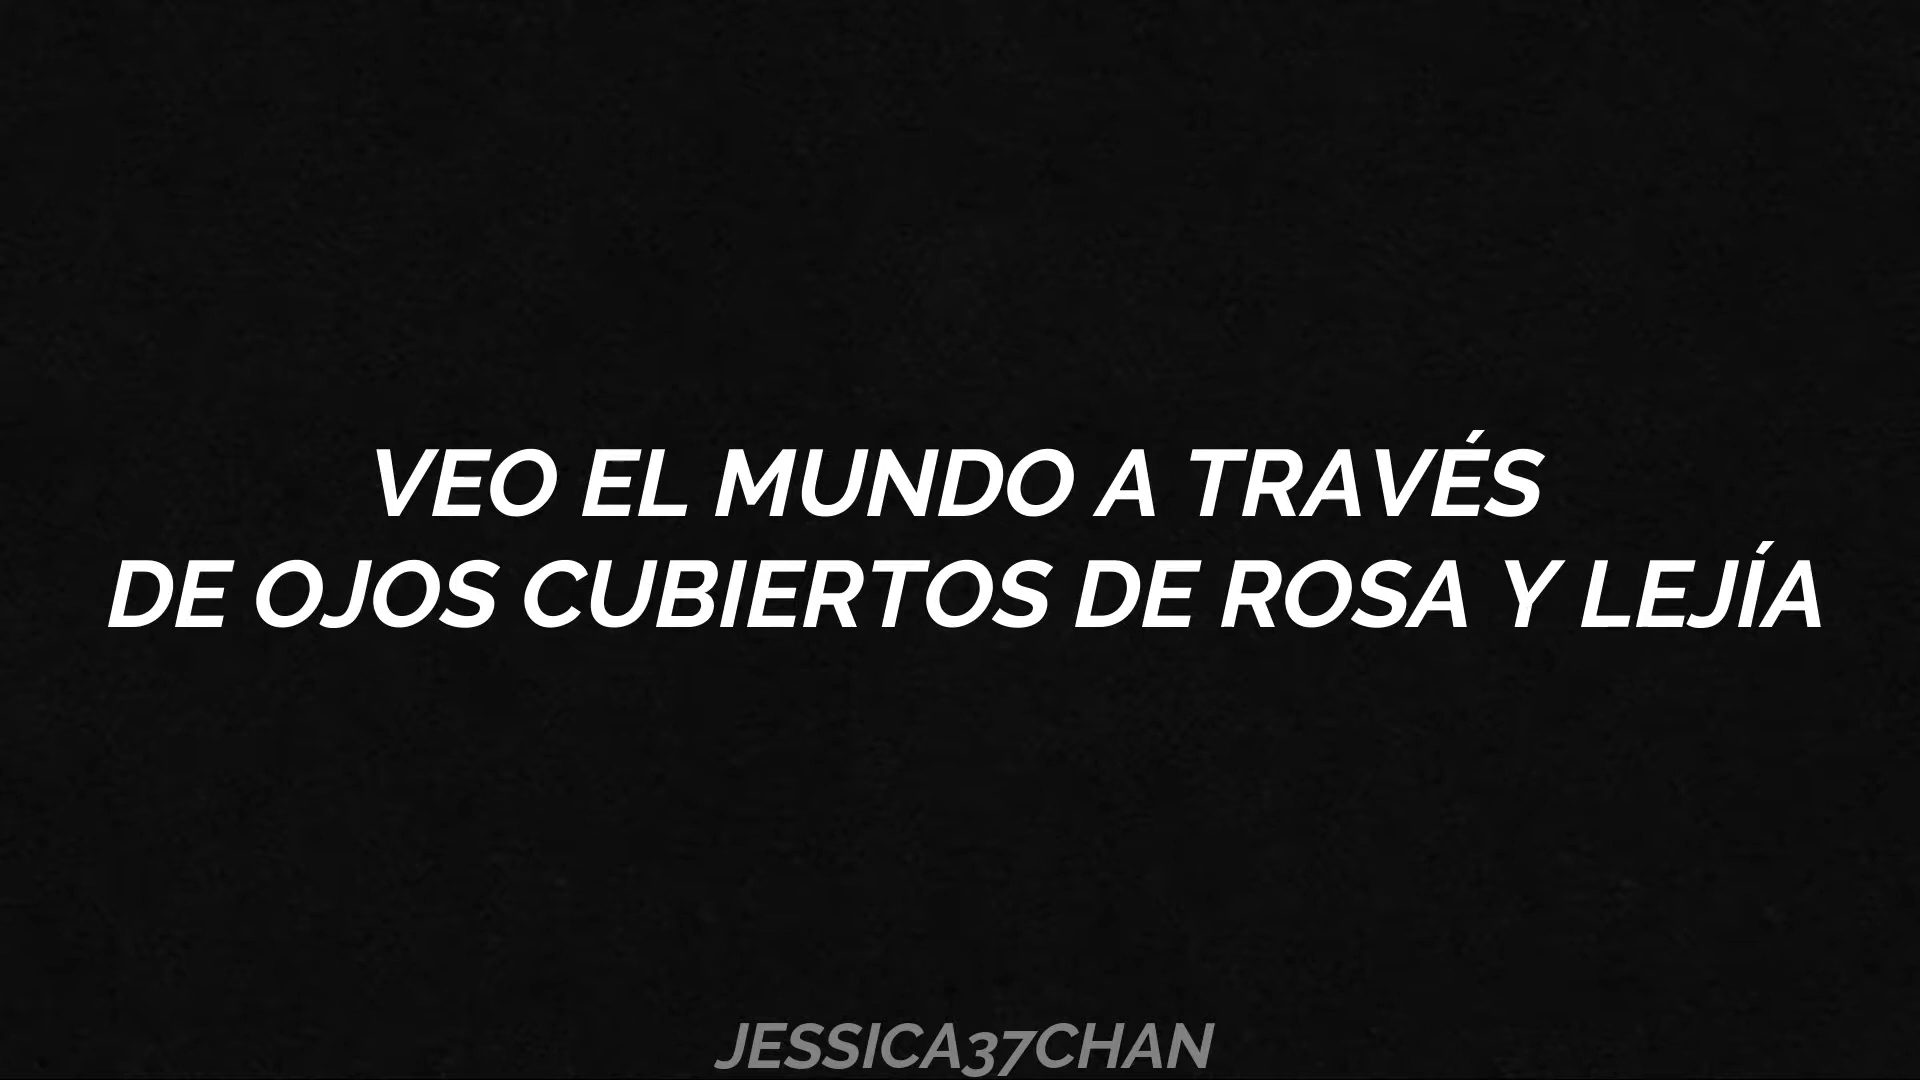 VEO EL MUNDO A TRAVÉS
DE OJOS CUBIERTOS DE ROSA Y LEJÍA
JESSICA37CHAN